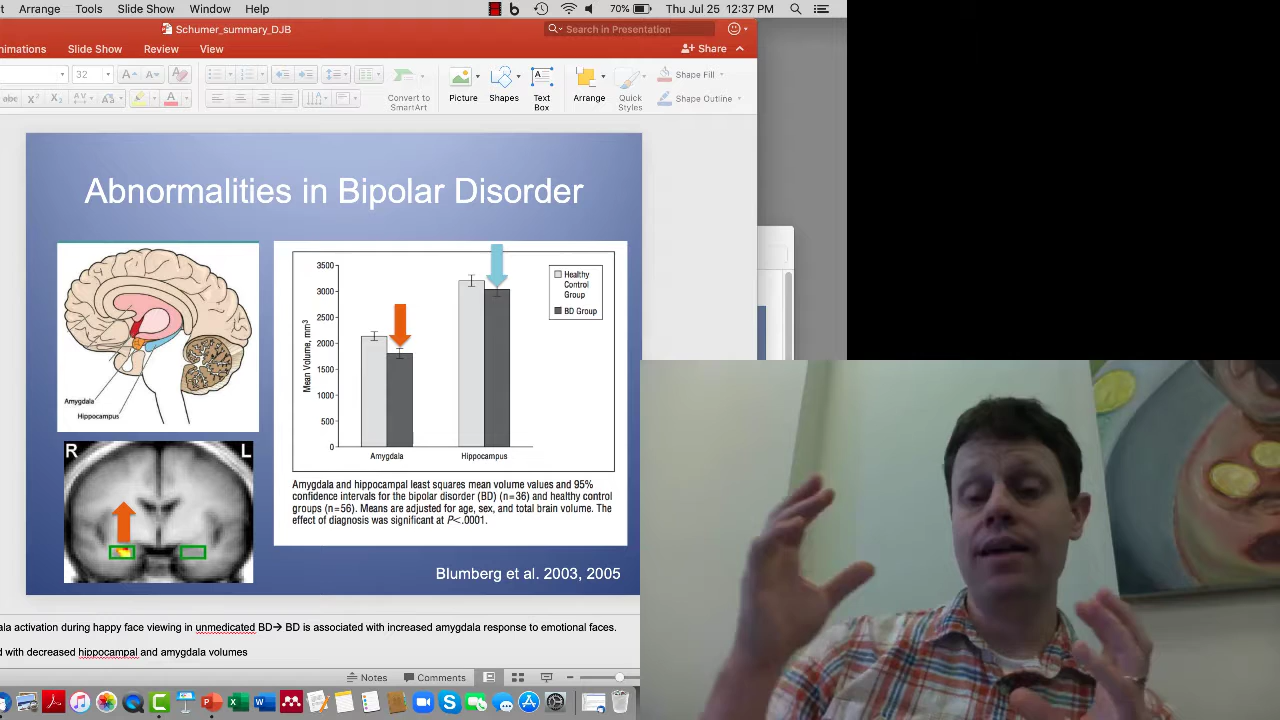 t Arrange Tools Slide Show Window Help 70% Thu Jul 25 12:37 PM
Schumer_summary_DJB
Search in Presentation
nimations Slide Show Review View
Share
32
Convert to
SmartArt
Picture
Shapes
Text
Box
Arrange
Quick
Styles
Shape Fill
Shape Outline
abc X² X₂ AV Aa A
Abnormalities in Bipolar Disorder
Amygdala
Hippocampus
R L
3500
3000
2500
2000
1500
1000
500
0
Mean Volume, mm³
Amygdala Hippocampus
Healthy
Control
Group
BD Group
Amygdala and hippocampal least squares mean volume values and 95%
confidence intervals for the bipolar disorder (BD) (n=36) and healthy control
groups (n=56). Means are adjusted for age, sex, and total brain volume. The
effect of diagnosis was significant at P<.0001.
Blumberg et al. 2003, 2005
ala activation during happy face viewing in unmedicated BD→ BD is associated with increased amygdala response to emotional faces.
d with decreased hippocampal and amygdala volumes
Notes Comments